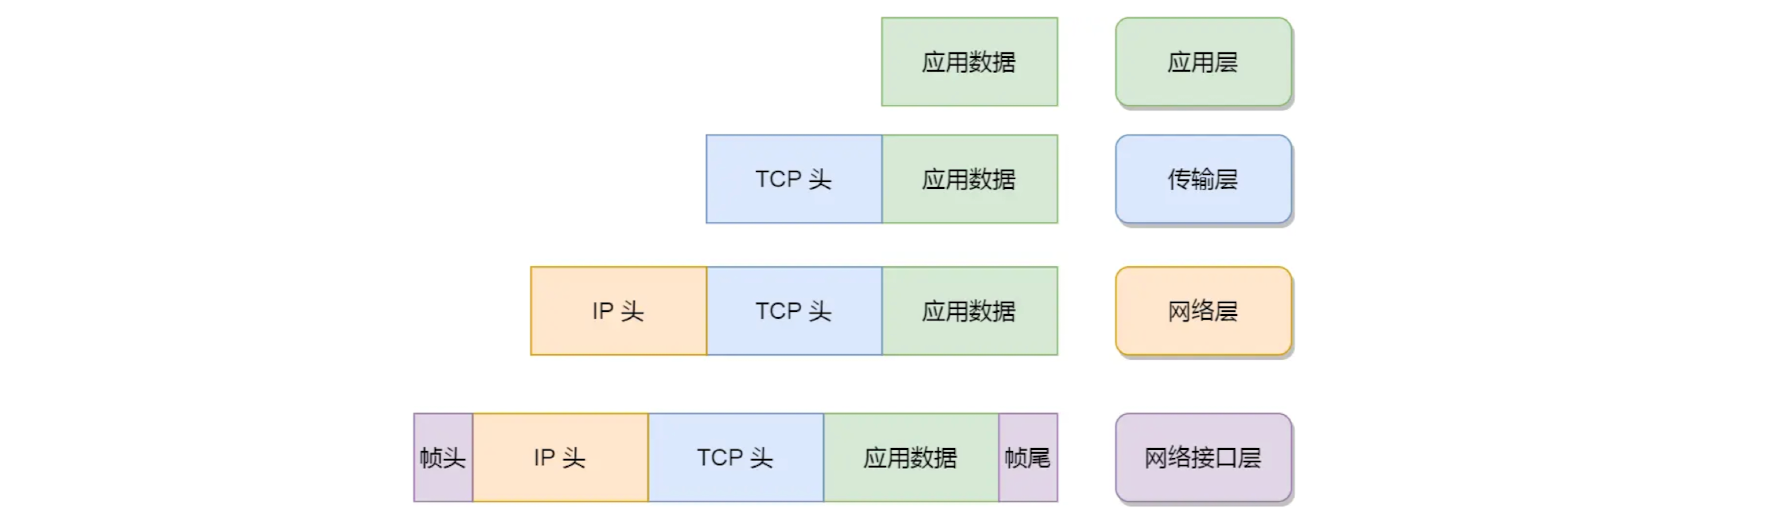 应用数据 应用层
TCP 头 应用数据 传输层
IP 头 TCP 头 应用数据 网络层
帧头 IP 头 TCP 头 应用数据 帧尾 网络接口层